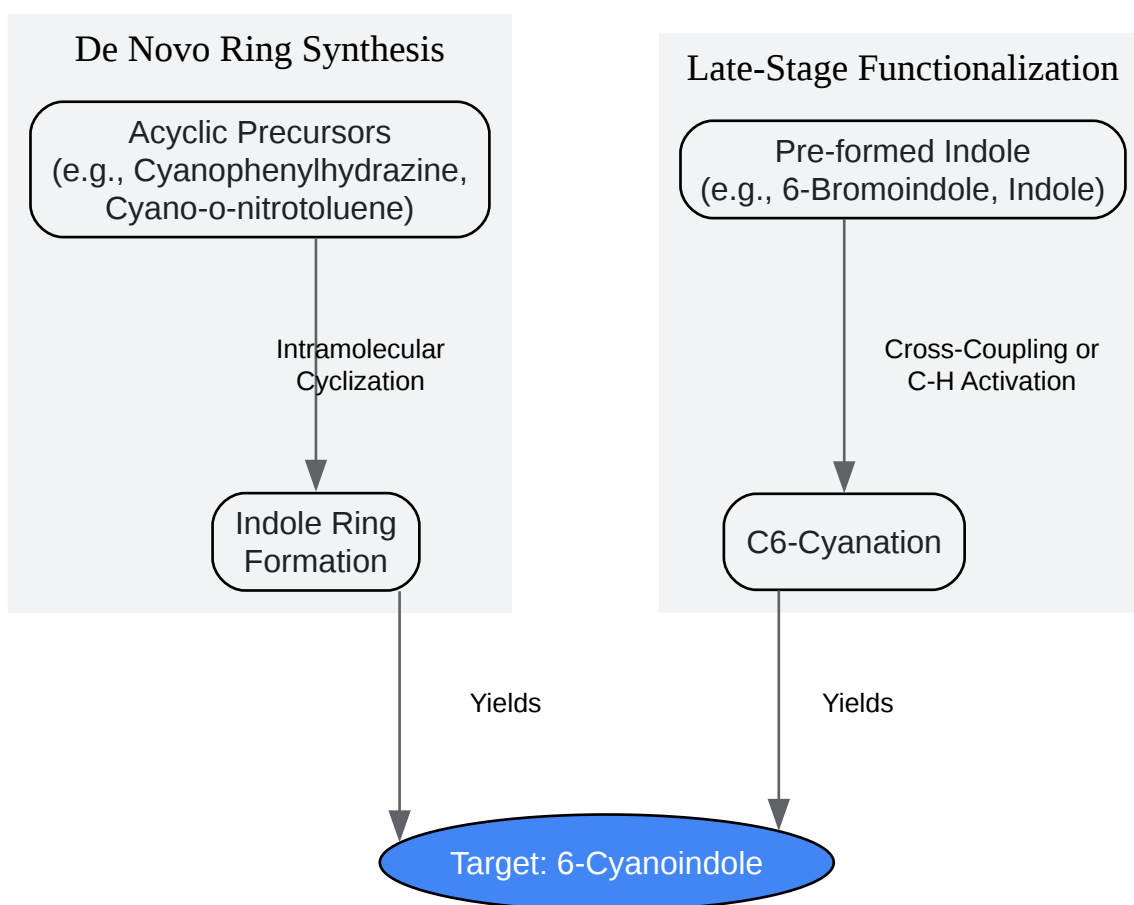 De Novo Ring Synthesis
Acyclic Precursors
(e.g., Cyanophenylhydrazine,
Cyano-o-nitrotoluene)
Intramolecular
Cyclization
Indole Ring
Formation
Yields
Late-Stage Functionalization
Pre-formed Indole
(e.g., 6-Bromoindole, Indole)
Cross-Coupling or
C-H Activation
C6-Cyanation
Yields
Target: 6-Cyanoindole